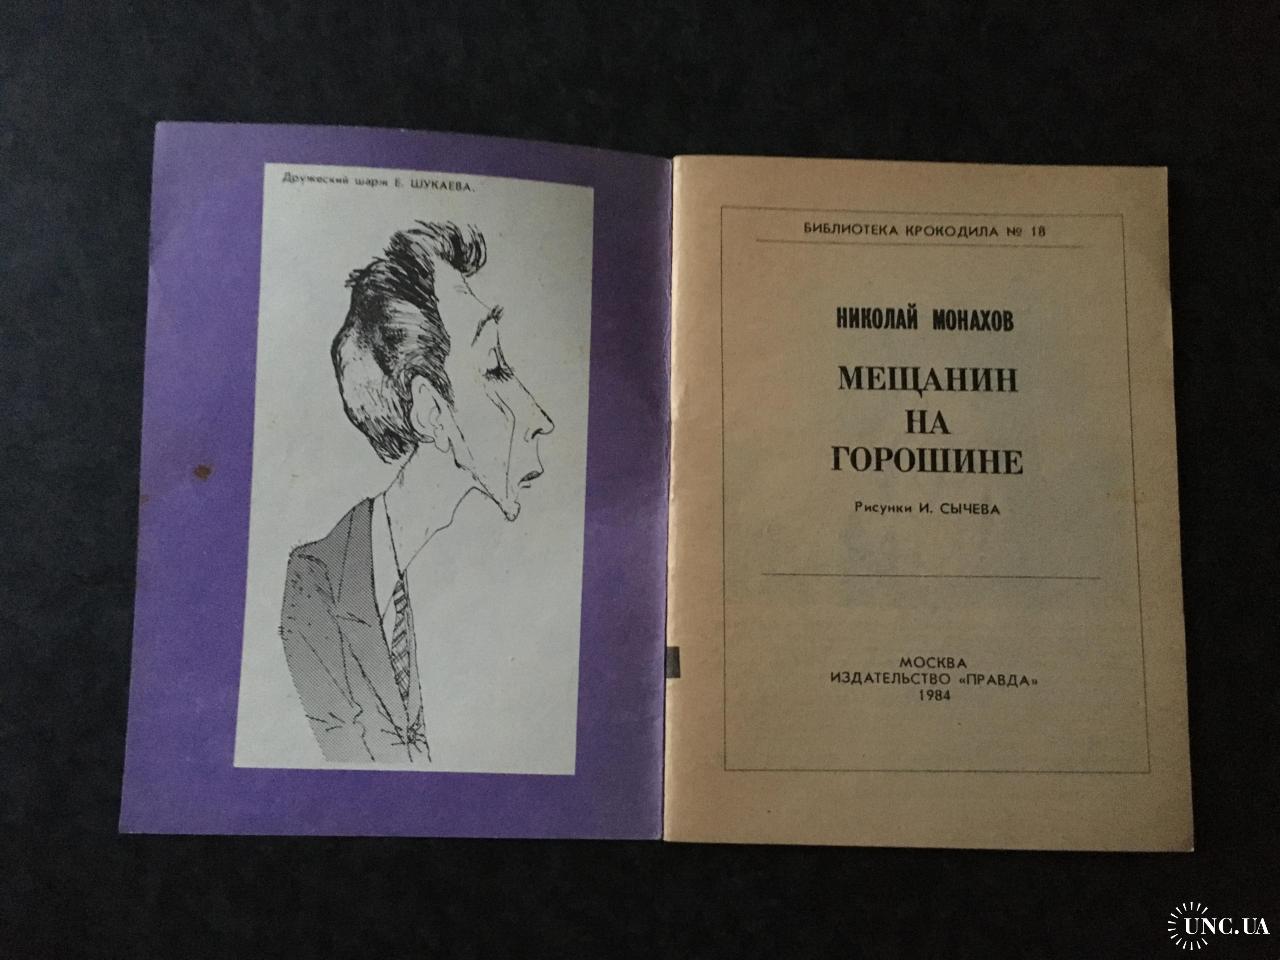 Дружеский шарж Е. ШУКАЕВА.
БИБЛИОТЕКА КРОКОДИЛА № 18
НИКОЛАЙ МОНАХОВ
МЕЩАНИН
НА
ГОРОШИНЕ
Рисунки И. СЫЧЕВА
МОСКВА
ИЗДАТЕЛЬСТВО «ПРАВДА»
1984
UNC.UA